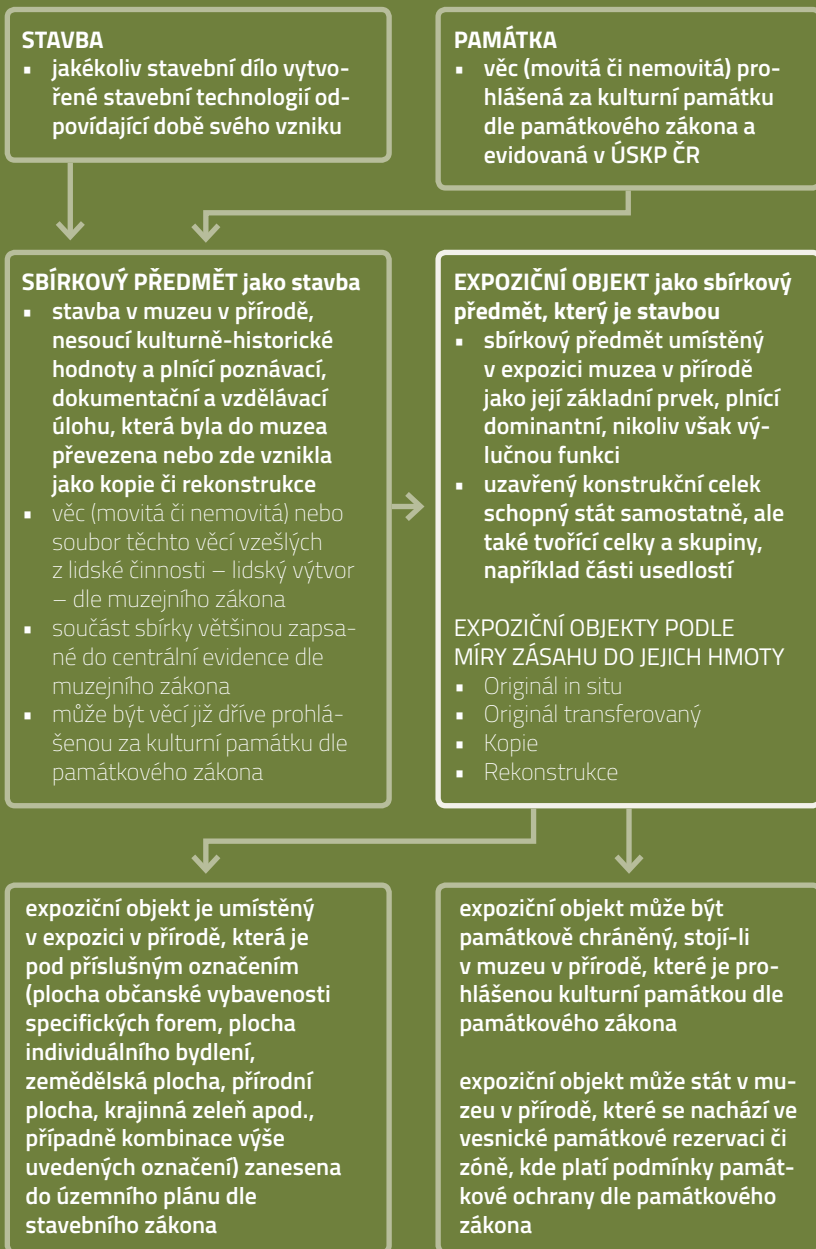 STAVBA
▪ jakékoliv stavební dílo vytvo-
řené stavební technologií od-
povídající době svého vzniku
PAMÁTKA
▪ věc (movitá či nemovitá) pro-
hlášená za kulturní památku
dle památkového zákona a
evidovaná v ÚSKP ČR
SBÍRKOVÝ PŘEDMĚT jako stavba
▪ stavba v muzeu v přírodě,
nesoucí kulturně-historické
hodnoty a plnící poznávací,
dokumentační a vzdělávací
úlohu, která byla do muzea
převezena nebo zde vznikla
jako kopie či rekonstrukce
▪ věc (movitá či nemovitá) nebo
soubor těchto věcí vzešlých
z lidské činnosti – lidský výtvor
– dle muzejního zákona
▪ součást sbírky většinou zapsa-
né do centrální evidence dle
muzejního zákona
▪ může být věcí již dříve prohlá-
šenou za kulturní památku dle
památkového zákona
EXPOZIČNÍ OBJEKT jako sbírkový
předmět, který je stavbou
▪ sbírkový předmět umístěný
v expozici muzea v přírodě
jako její základní prvek, plnící
dominantní, nikoliv však vý-
lučnou funkci
▪ uzavřený konstrukční celek
schopný stát samostatně, ale
také tvořící celky a skupiny,
například části usedlostí
EXPOZIČNÍ OBJEKTY PODLE
MÍRY ZÁSAHU DO JEJICH HMOTY
▪ Originál in situ
▪ Originál transferovaný
▪ Kopie
▪ Rekonstrukce
expoziční objekt je umístěný
v expozici v přírodě, která je
pod příslušným označením
(plocha občanské vybavenosti
specifických forem, plocha
individuálního bydlení,
zemědělská plocha, přírodní
plocha, krajinná zeleň apod.,
případně kombinace výše
uvedených označení) zanesena
do územního plánu dle
stavebního zákona
expoziční objekt může být
památkově chráněný, stojí-li
v muzeu v přírodě, které je pro-
hlášenou kulturní památkou dle
památkového zákona
expoziční objekt může stát v mu-
zeu v přírodě, které se nachází ve
vesnické památkové rezervaci či
zóně, kde platí podmínky památ-
kové ochrany dle památkového
zákona